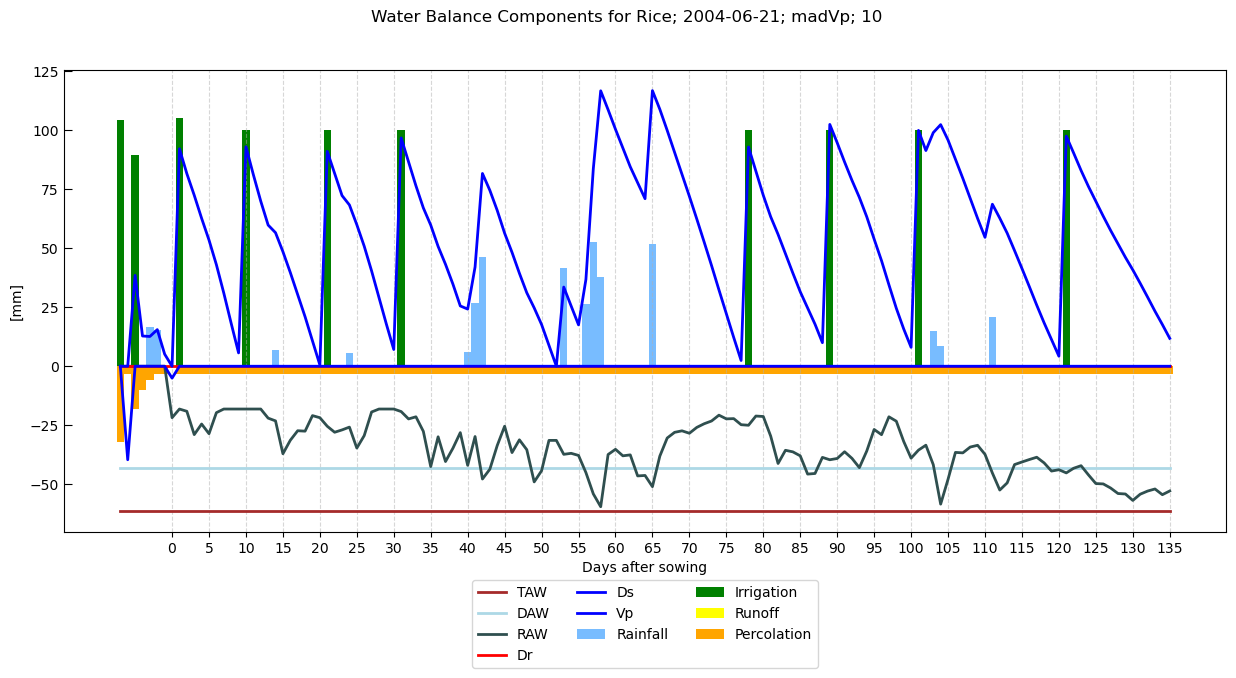 Water Balance Components for Rice; 2004-06-21; madVp; 10
125
100
75
50
25
0
−25
−50
[mm]
0 5 10 15 20 25 30 35 40 45 50 55 60 65 70 75 80 85 90 95 100 105 110 115 120 125 130 135
Days after sowing
TAW Ds Irrigation
DAW Vp Runoff
RAW Rainfall Percolation
Dr